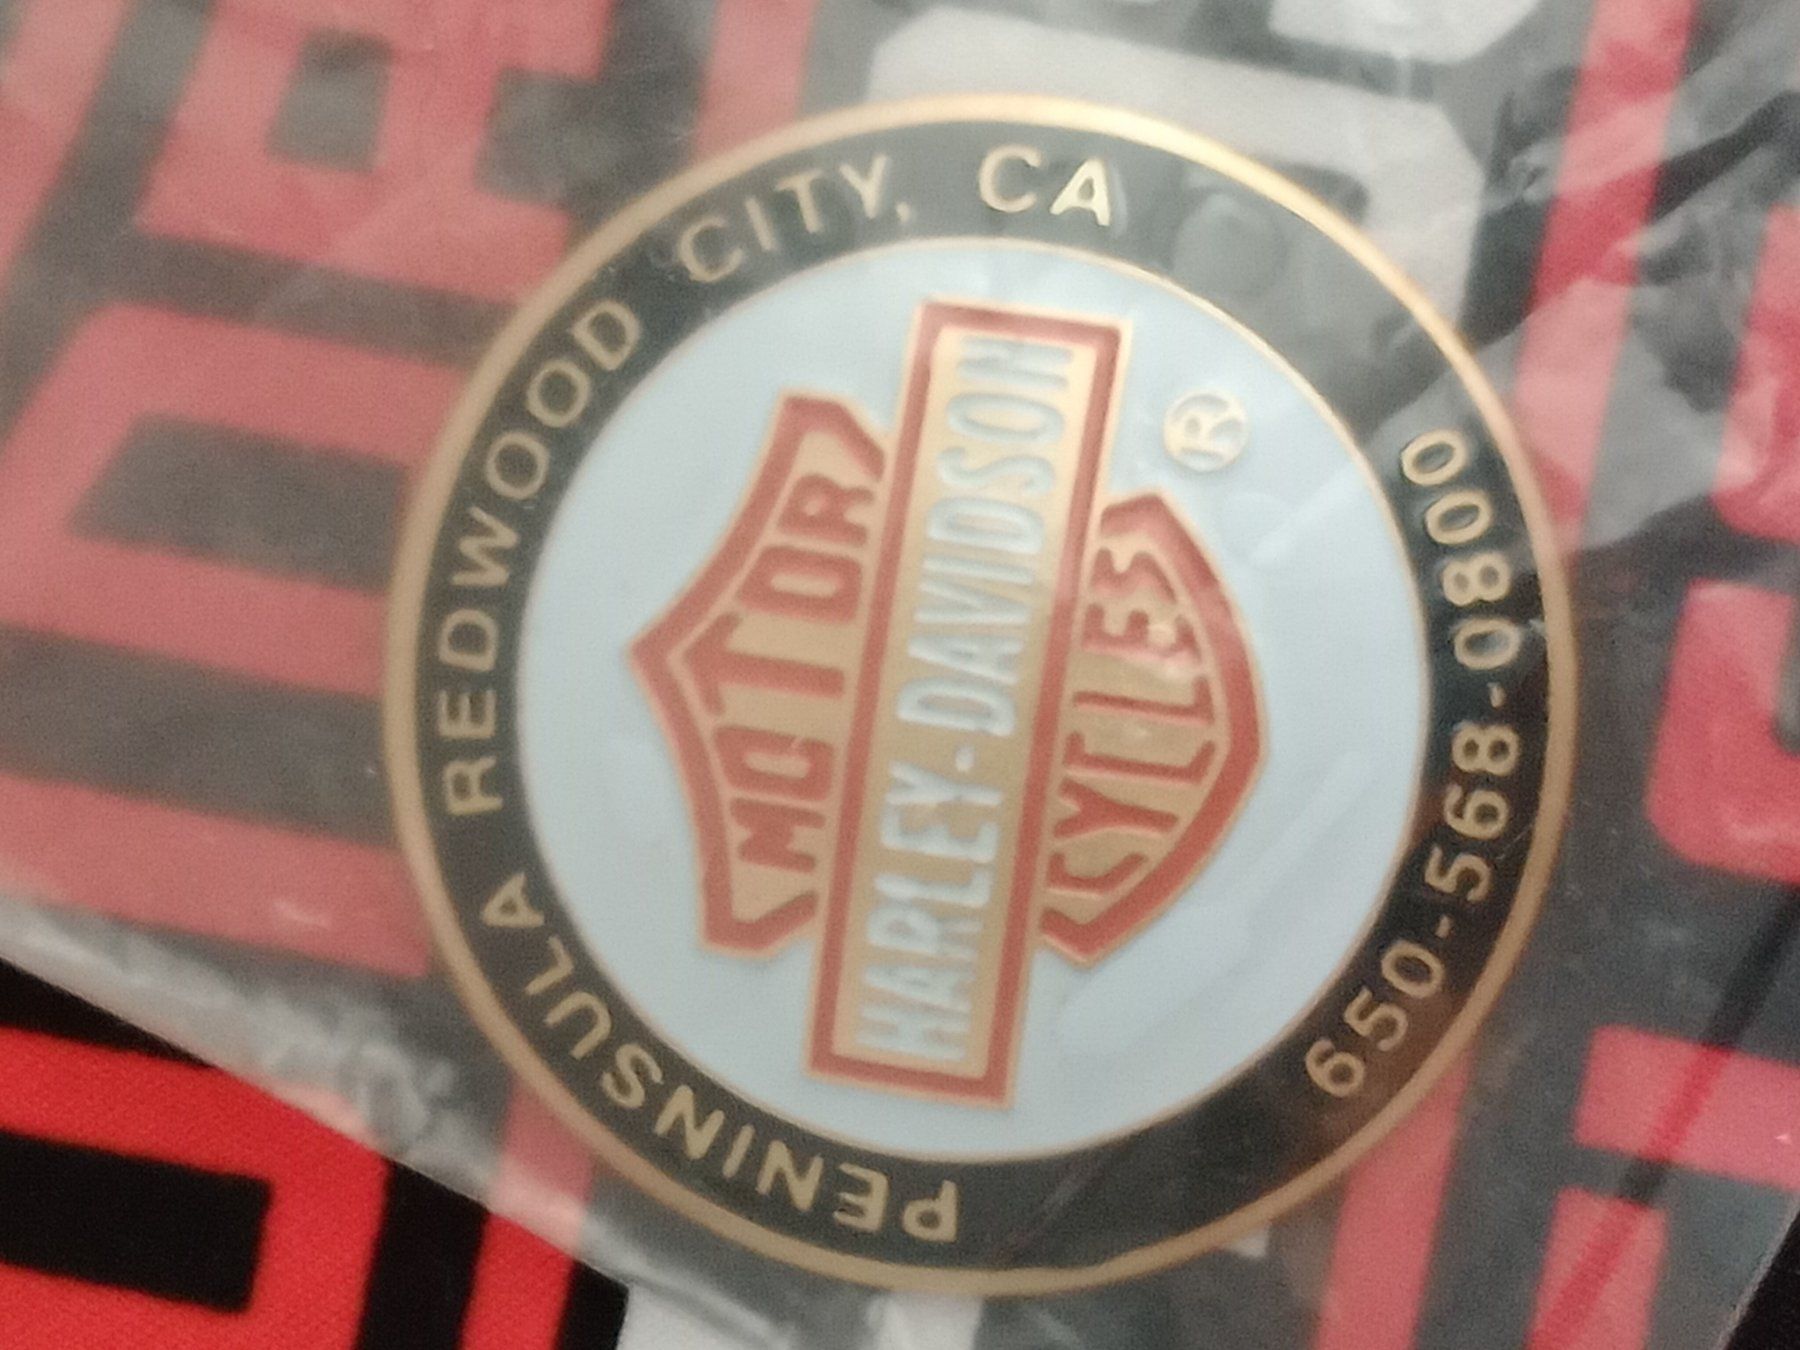 PENINSULA REDWOOD CITY, CA
MOTOR
HARLEY-DAVIDSON
®
CYCLES
650-568-0800